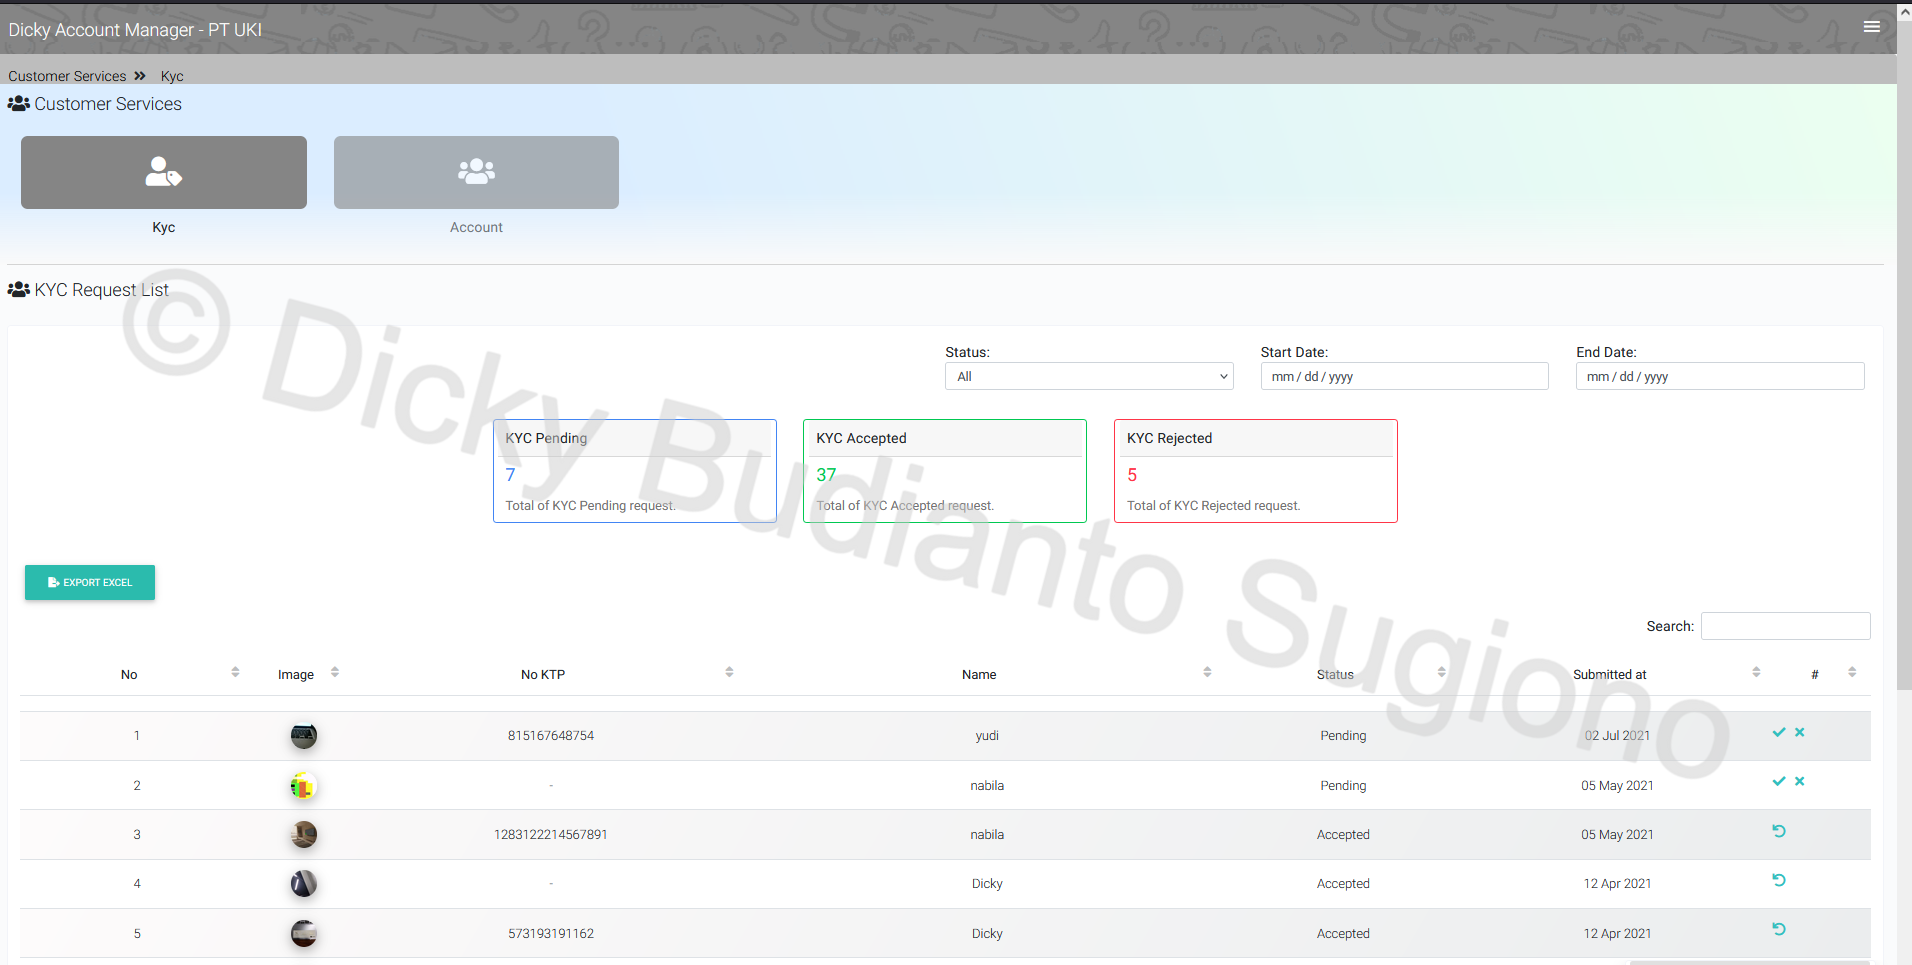 Dicky Account Manager - PT UKI
Customer Services Kyc
Customer Services
Kyc Account
KYC Request List
© Dicky Budianto Sugiono
Status: Start Date: End Date:
All mm / dd / yyyy mm / dd / yyyy
KYC Pending KYC Accepted KYC Rejected
7 37 5
Total of KYC Pending request. Total of KYC Accepted request. Total of KYC Rejected request.
EXPORT EXCEL
Search:
No Image No KTP Name Status Submitted at #
1 815167648754 yudi Pending 02 Jul 2021
2 - nabila Pending 05 May 2021
3 1283122214567891 nabila Accepted 05 May 2021
4 - Dicky Accepted 12 Apr 2021
5 573193191162 Dicky Accepted 12 Apr 2021